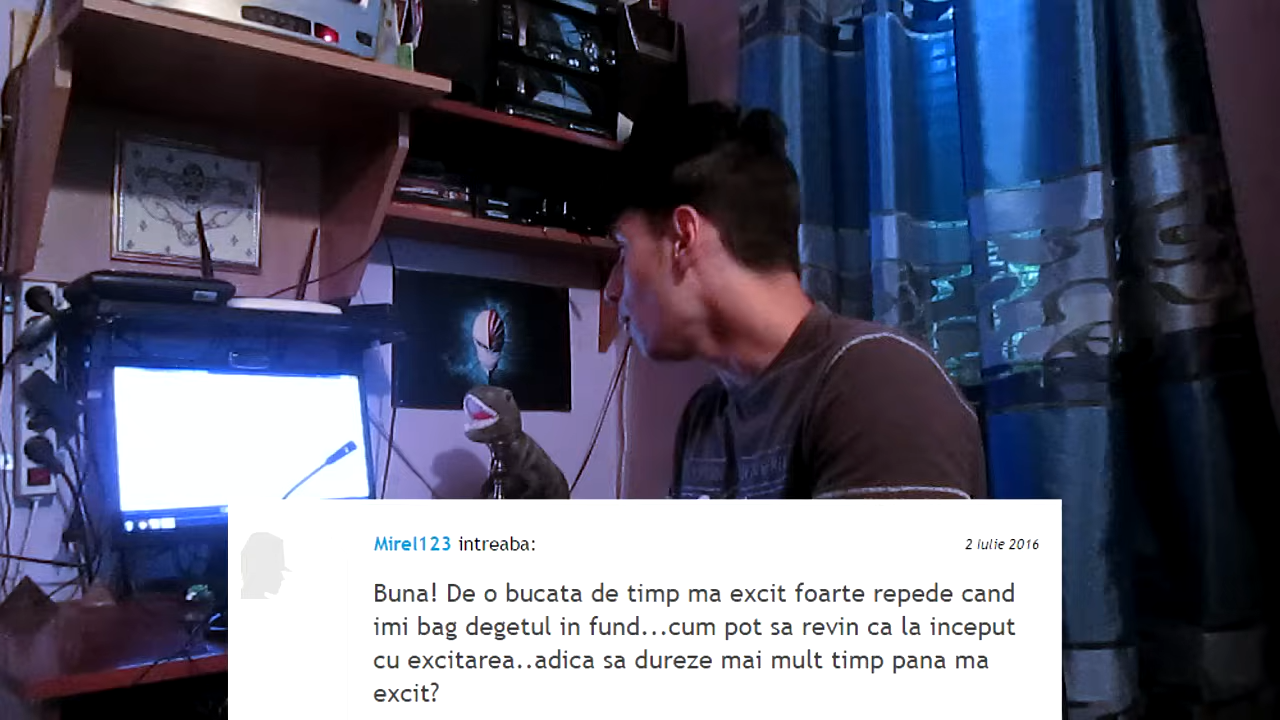 Mirel123 intreaba:
2 Iulie 2016
Buna! De o bucata de timp ma excit foarte repede cand
imi bag degetul in fund...cum pot sa revin ca la inceput
cu excitarea..adica sa dureze mai mult timp pana ma
excit?